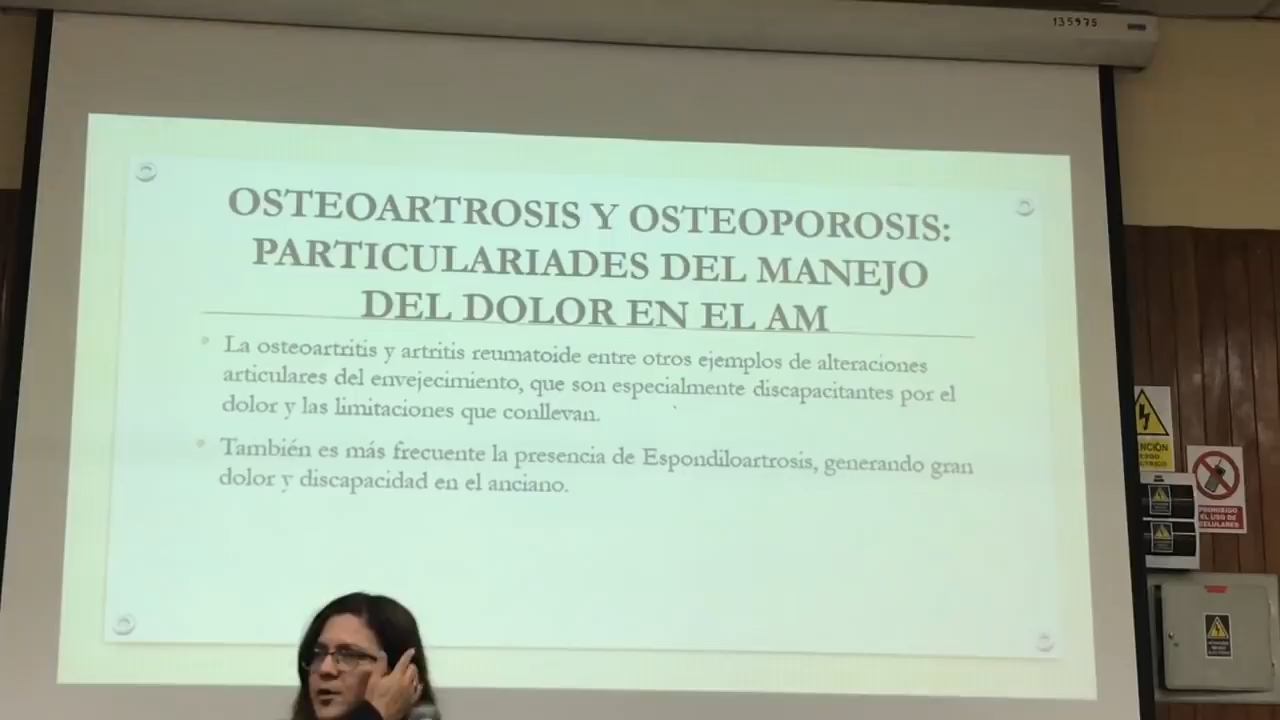 135975
OSTEOARTROSIS Y OSTEOPOROSIS:
PARTICULARIADES DEL MANEJO
DEL DOLOR EN EL AM
La osteoartritis y artritis reumatoide entre otros ejemplos de alteraciones
articulares del envejecimiento, que son especialmente discapacitantes por el
dolor y las limitaciones que conllevan.
También es más frecuente la presencia de Espondiloartrosis, generando gran
dolor y discapacidad en el anciano.
PROHIBIDO
EL USO DE
CELULARES